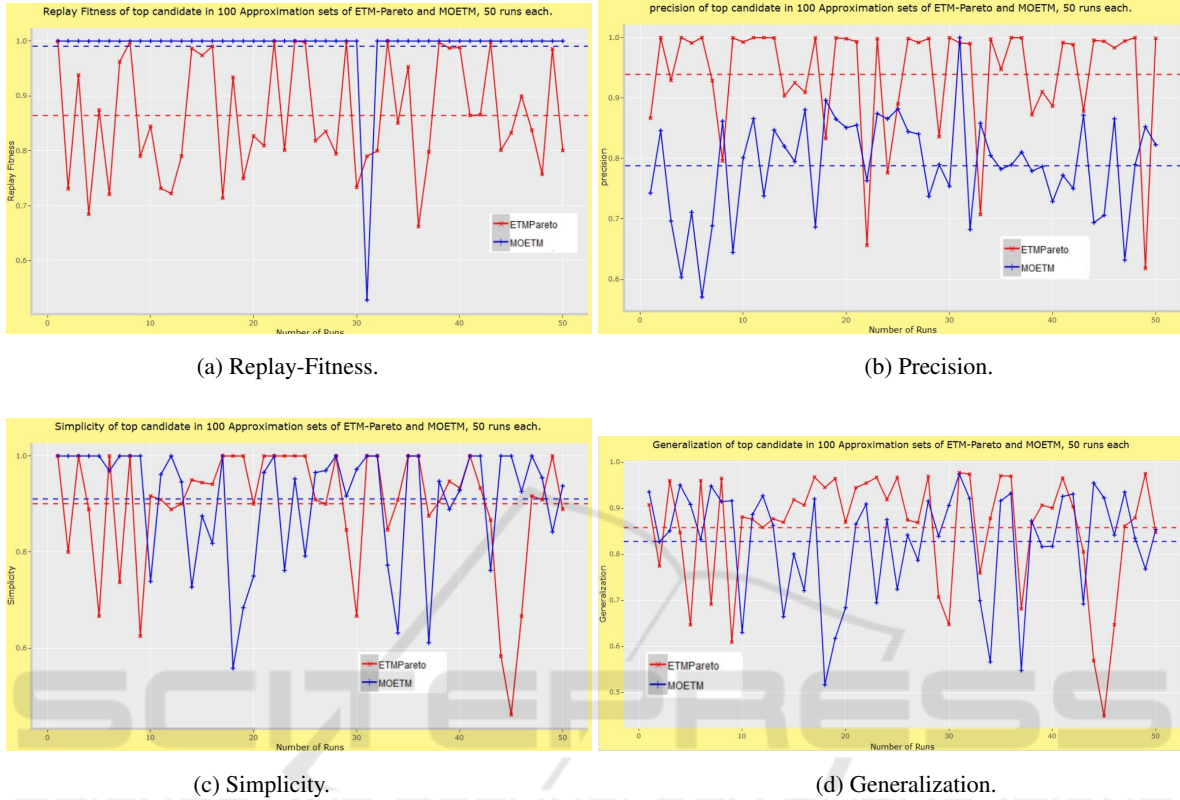 Replay Fitness of top candidate in 100 Approximation sets of ETM-Pareto and MOETM, 50 runs each.
1.0
0.9
0.8
0.7
0.6
Replay Fitness
ETMPareto
MOETM
0 10 20 30 40 50
Number of Runs
(a) Replay-Fitness.
precision of top candidate in 100 Approximation sets of ETM-Pareto and MOETM, 50 runs each.
1.0
0.9
0.8
0.7
0.6
precision
ETMPareto
MOETM
0 10 20 30 40 50
Number of Runs
(b) Precision.
Simplicity of top candidate in 100 Approximation sets of ETM-Pareto and MOETM, 50 runs each.
1.0
0.8
0.6
Simplicity
ETMPareto
MOETM
0 10 20 30 40 50
Number of Runs
(c) Simplicity.
Generalization of top candidate in 100 Approximation sets of ETM-Pareto and MOETM, 50 runs each
1.0
0.9
0.8
0.7
0.6
0.5
Generalization
ETMPareto
MOETM
0 10 20 30 40 50
Number of Runs
(d) Generalization.
SCITEPRESS